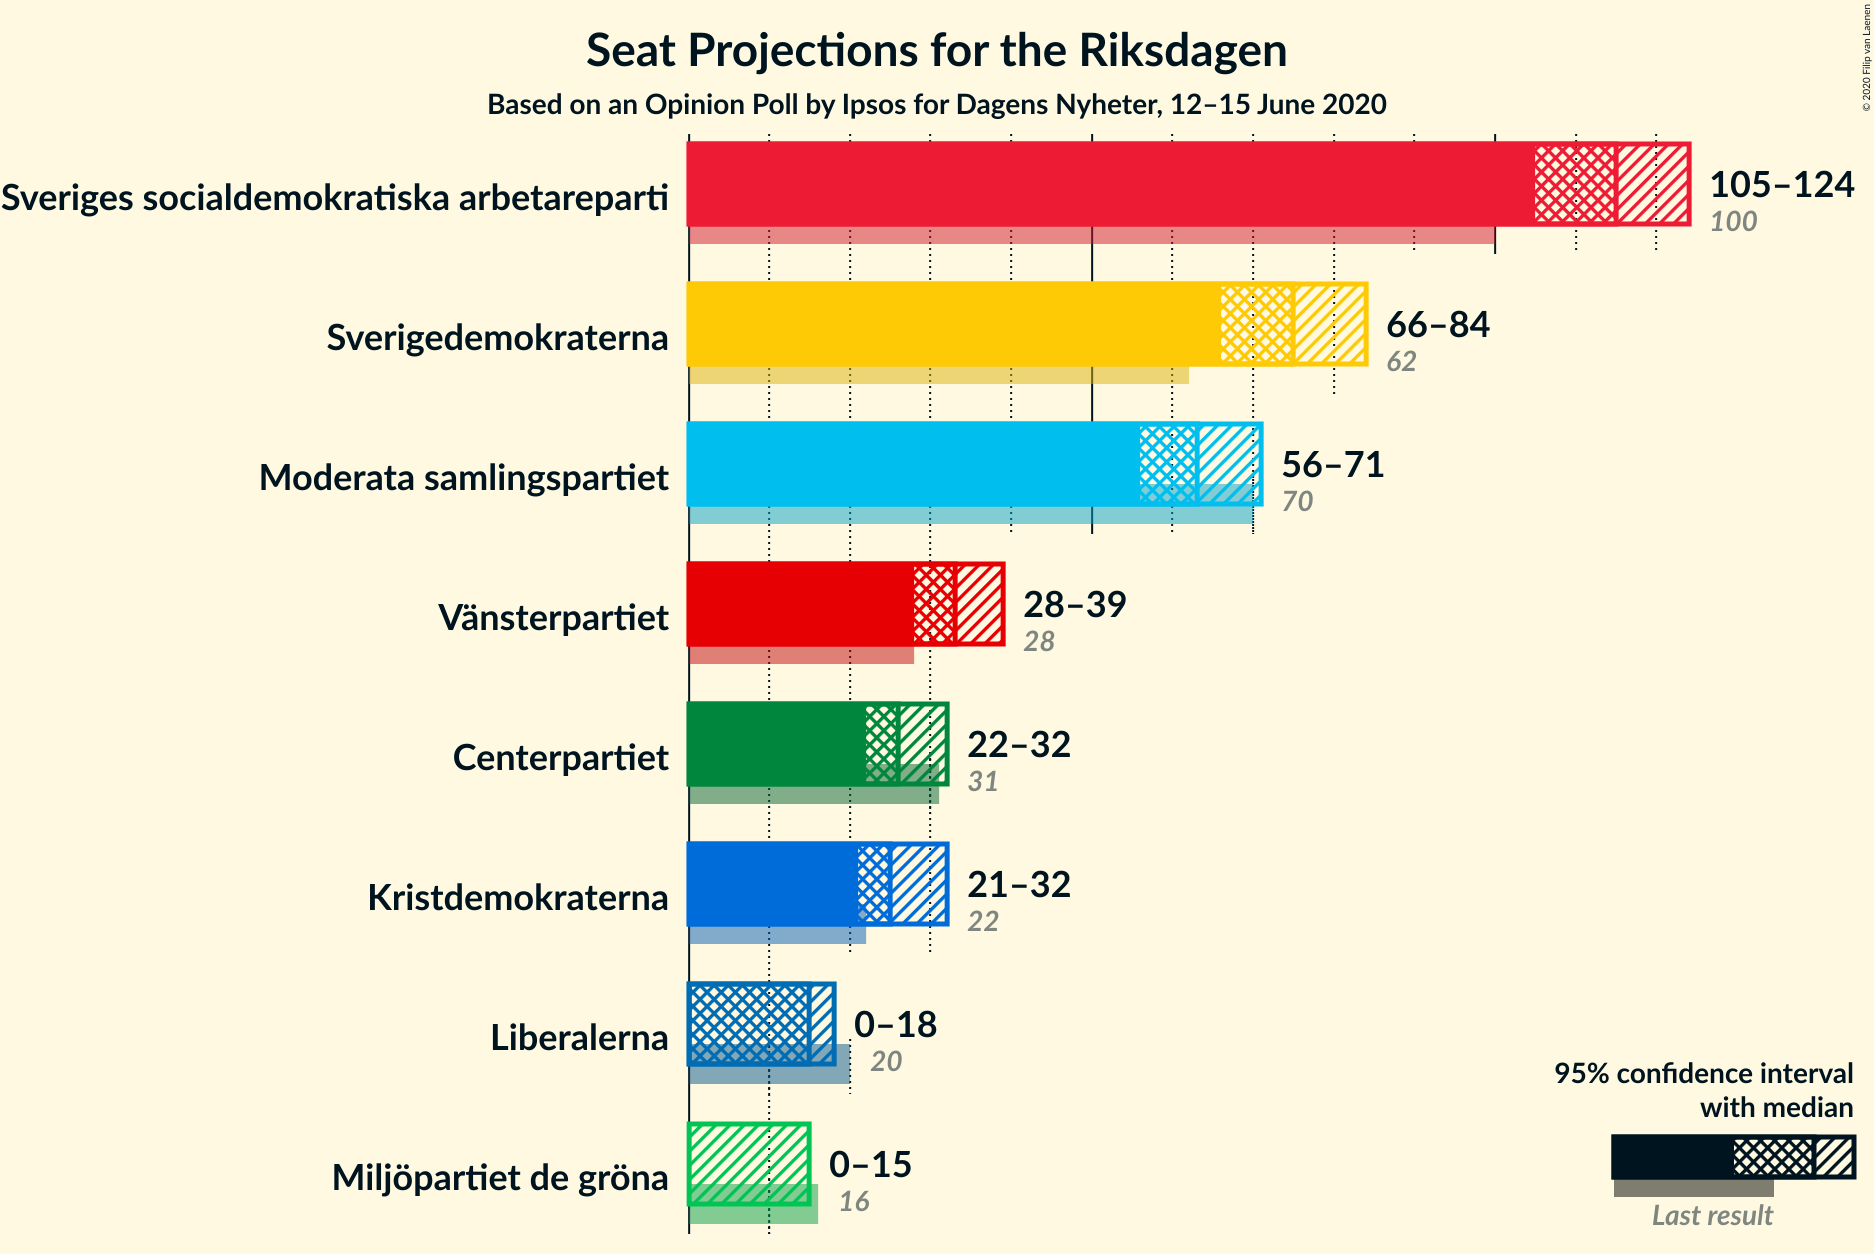 Seat Projections for the Riksdagen
Based on an Opinion Poll by Ipsos for Dagens Nyheter, 12–15 June 2020
© 2020 Filip van Laenen
Sveriges socialdemokratiska arbetareparti
105–124
100
Sverigedemokraterna
66–84
62
Moderata samlingspartiet
56–71
70
Vänsterpartiet
28–39
28
Centerpartiet
22–32
31
Kristdemokraterna
21–32
22
Liberalerna
0–18
20
Miljöpartiet de gröna
0–15
16
95% confidence interval
with median
Last result